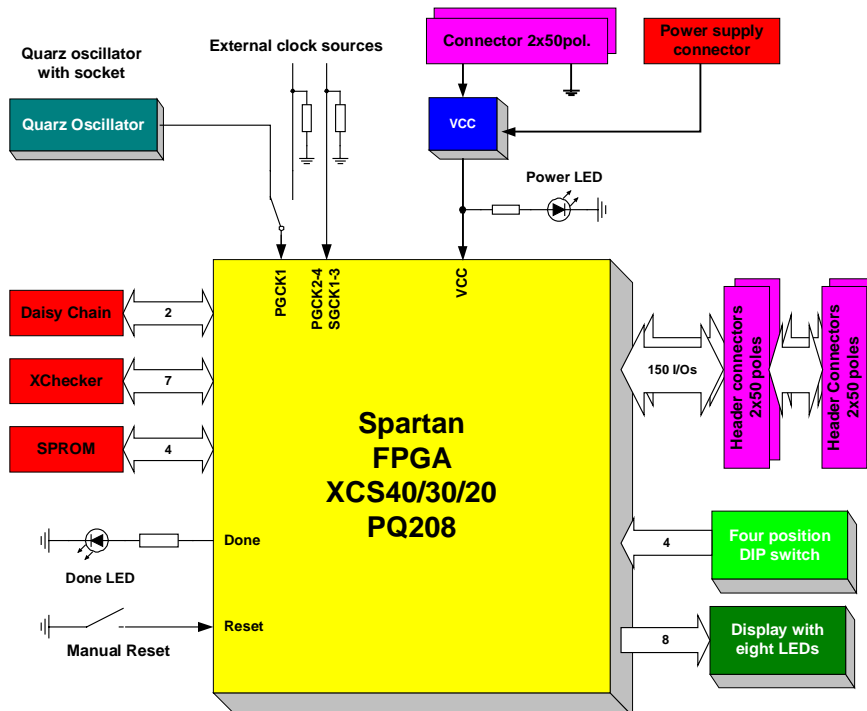 Quarz oscillator
with socket
External clock sources
Connector 2x50pol.
Power supply
connector
Quarz Oscillator
VCC
Power LED
PGCK1
PGCK2-4
SGCK1-3
VCC
Daisy Chain
2
XChecker
7
SPROM
4
150 I/Os
Header connectors
2x50 poles
Header Connectors
2x50 poles
Spartan
FPGA
XCS40/30/20
PQ208
Done
Done LED
4
Four position
DIP switch
Reset
Manual Reset
8
Display with
eight LEDs